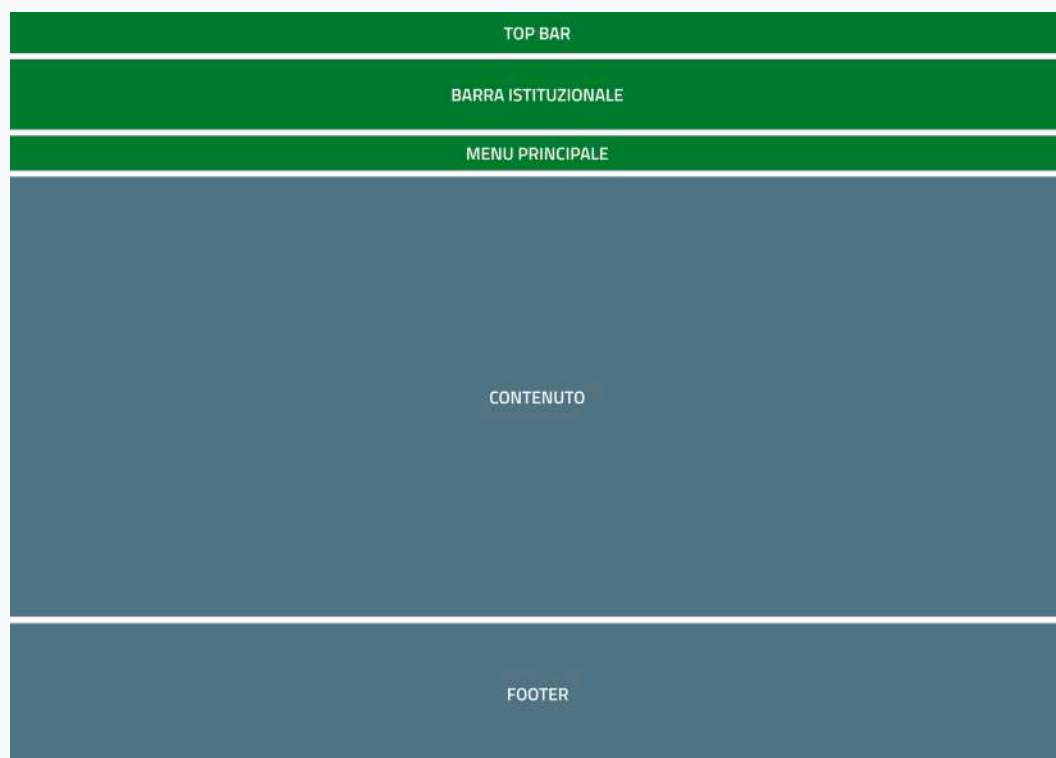 TOP BAR
BARRA ISTITUZIONALE
MENU PRINCIPALE
CONTENUTO
FOOTER